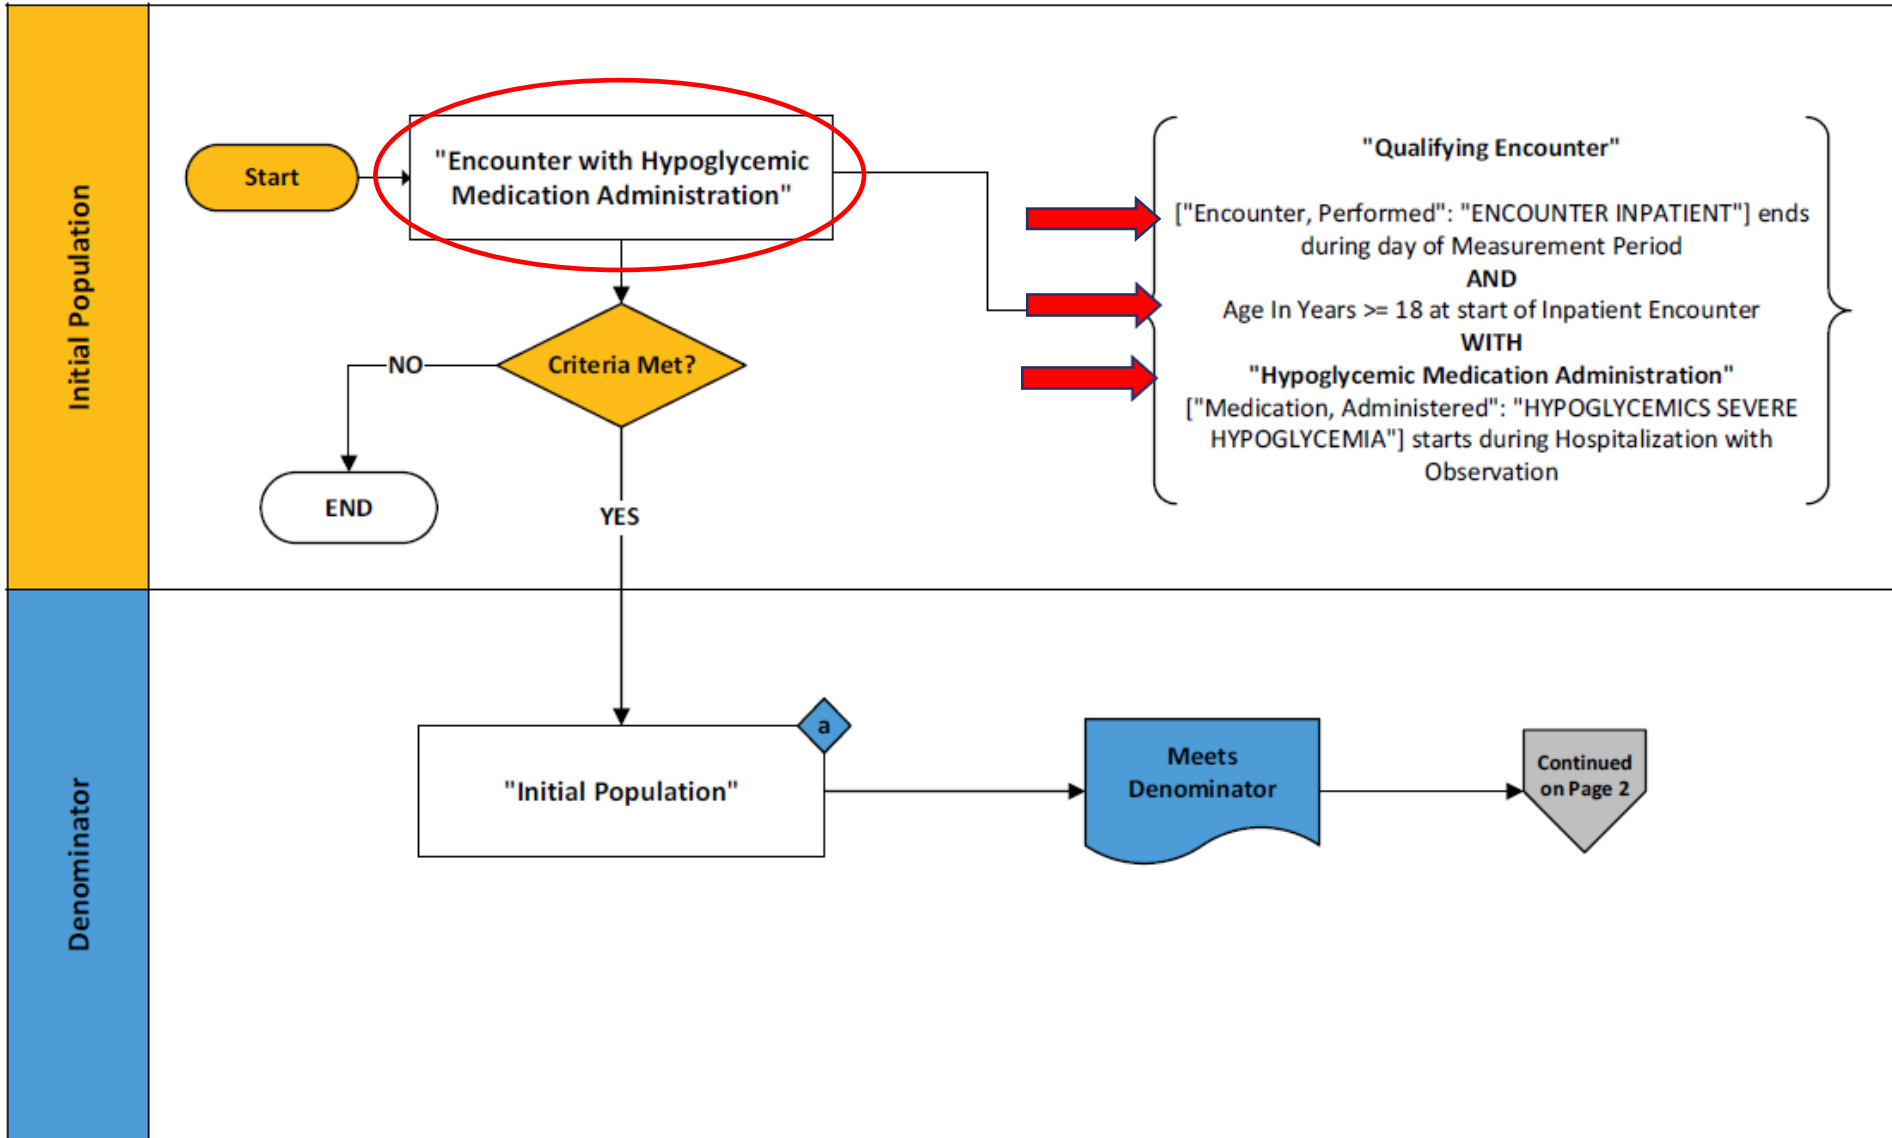 Initial Population
Start
"Encounter with Hypoglycemic
Medication Administration"
Criteria Met?
NO
END
YES
"Qualifying Encounter"
["Encounter, Performed": "ENCOUNTER INPATIENT"] ends
during day of Measurement Period
AND
Age In Years >= 18 at start of Inpatient Encounter
WITH
"Hypoglycemic Medication Administration"
["Medication, Administered": "HYPOGLYCEMICS SEVERE
HYPOGLYCEMIA"] starts during Hospitalization with
Observation
Denominator
"Initial Population"
a
Meets
Denominator
Continued
on Page 2